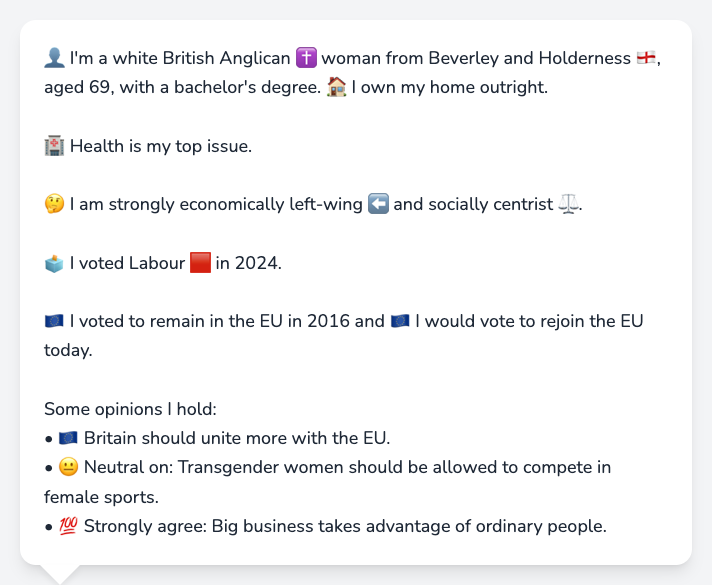 👤 I'm a white British Anglican ✝️ woman from Beverley and Holderness 🏴󠁧󠁢󠁥󠁮󠁧󠁿,
aged 69, with a bachelor's degree. 🏠 I own my home outright.
🏥 Health is my top issue.
🤔 I am strongly economically left-wing ⬅️ and socially centrist ⚖️.
🗳️ I voted Labour 🟥 in 2024.
🇪🇺 I voted to remain in the EU in 2016 and 🇪🇺 I would vote to rejoin the EU
today.
Some opinions I hold:
• 🇪🇺 Britain should unite more with the EU.
• 😐 Neutral on: Transgender women should be allowed to compete in
female sports.
• 💯 Strongly agree: Big business takes advantage of ordinary people.